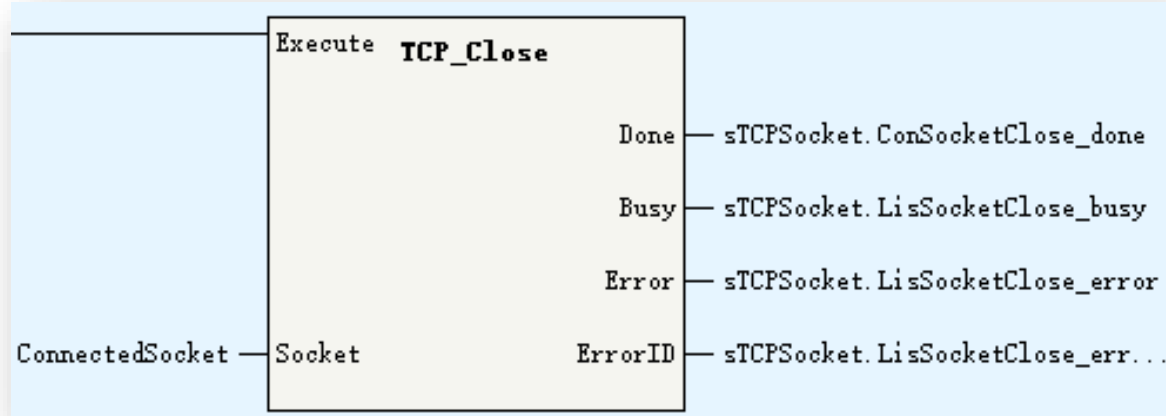 Execute TCP_Close
Done sTCPSocket.ConSocketClose_done
Busy sTCPSocket.LisSocketClose_busy
Error sTCPSocket.LisSocketClose_error
ConnectedSocket Socket ErrorID sTCPSocket.LisSocketClose_err...